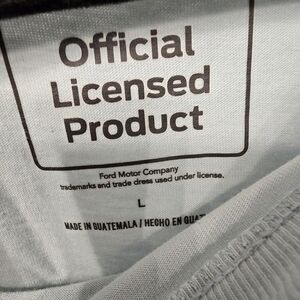 Official
Licensed
Product
Ford Motor Company
trademarks and trade dress used under license.
L
MADE IN GUATEMALA / HECHO EN